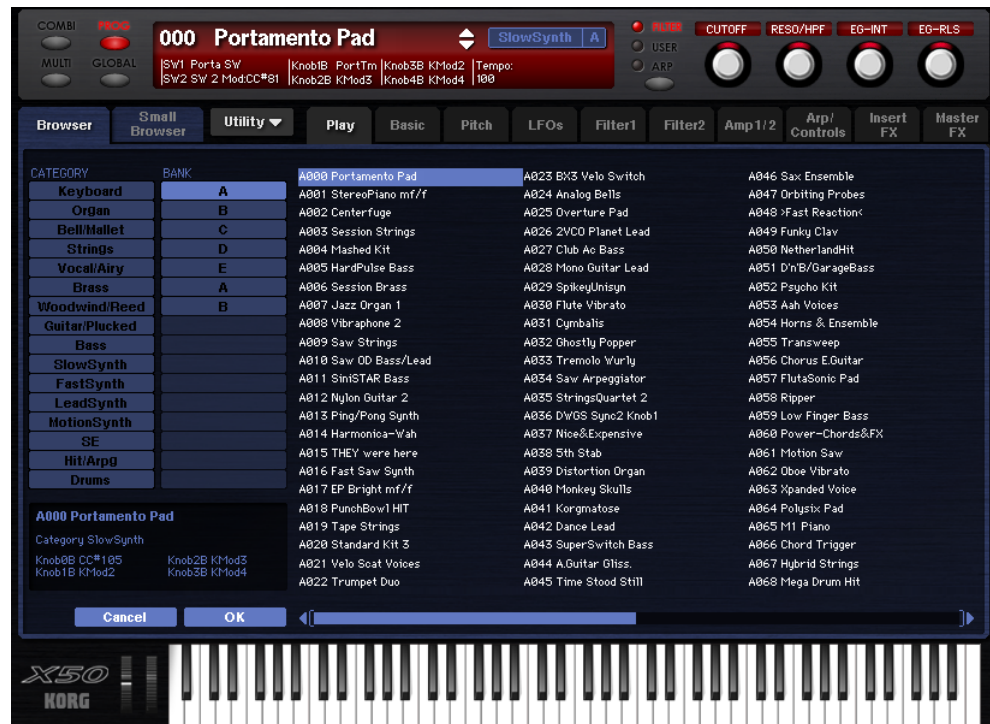 COMBI PROG
MULTI GLOBAL
000 Portamento Pad
SlowSynth A
SW1 Porta SW Knob1B PortTm Knob3B KMod2 Tempo:
SW2 SW 2 Mod:CC#81 Knob2B KMod3 Knob4B KMod4 100
FILTER
USER
ARP
CUTOFF RESO/HPF EG-INT EG-RLS
Browser Small Browser Utility Play Basic Pitch LFOs Filter1 Filter2 Amp1/2 Arp/Controls Insert FX Master FX
CATEGORY
Keyboard
Organ
Bell/Mallet
Strings
Vocal/Airy
Brass
Woodwind/Reed
Guitar/Plucked
Bass
SlowSynth
FastSynth
LeadSynth
MotionSynth
SE
Hit/Arpg
Drums
BANK
A
B
C
D
E
A
B
A000 Portamento Pad
A001 StereoPiano mf/f
A002 Centerfuge
A003 Session Strings
A004 Mashed Kit
A005 HardPulse Bass
A006 Session Brass
A007 Jazz Organ 1
A008 Vibraphone 2
A009 Saw Strings
A010 Saw OD Bass/Lead
A011 SiniSTAR Bass
A012 Nylon Guitar 2
A013 Ping/Pong Synth
A014 Harmonica-Wah
A015 THEY were here
A016 Fast Saw Synth
A017 EP Bright mf/f
A018 PunchBowl HIT
A019 Tape Strings
A020 Standard Kit 3
A021 Velo Scat Voices
A022 Trumpet Duo
A023 BX3 Velo Switch
A024 Analog Bells
A025 Overture Pad
A026 2VCO Planet Lead
A027 Club Ac Bass
A028 Mono Guitar Lead
A029 SpikeyUnisyn
A030 Flute Vibrato
A031 Cymbalis
A032 Ghostly Popper
A033 Tremolo Wurly
A034 Saw Arpeggiator
A035 StringsQuartet 2
A036 DWGS Sync2 Knob1
A037 Nice&Expensive
A038 5th Stab
A039 Distortion Organ
A040 Monkey Skulls
A041 Korgmatose
A042 Dance Lead
A043 SuperSwitch Bass
A044 A.Guitar Gliss.
A045 Time Stood Still
A046 Sax Ensemble
A047 Orbiting Probes
A048 >Fast Reaction<
A049 Funky Clav
A050 NetherlandHit
A051 D'n'B/GarageBass
A052 Psycho Kit
A053 Aah Voices
A054 Horns & Ensemble
A055 Transweep
A056 Chorus E.Guitar
A057 FlutaSonic Pad
A058 Ripper
A059 Low Finger Bass
A060 Power-Chords&FX
A061 Motion Saw
A062 Oboe Vibrato
A063 Xpanded Voice
A064 Polysix Pad
A065 M1 Piano
A066 Chord Trigger
A067 Hybrid Strings
A068 Mega Drum Hit
A000 Portamento Pad
Category SlowSynth
Knob0B CC#105 Knob2B KMod3
Knob1B KMod2 Knob3B KMod4
Cancel OK
X50
KORG